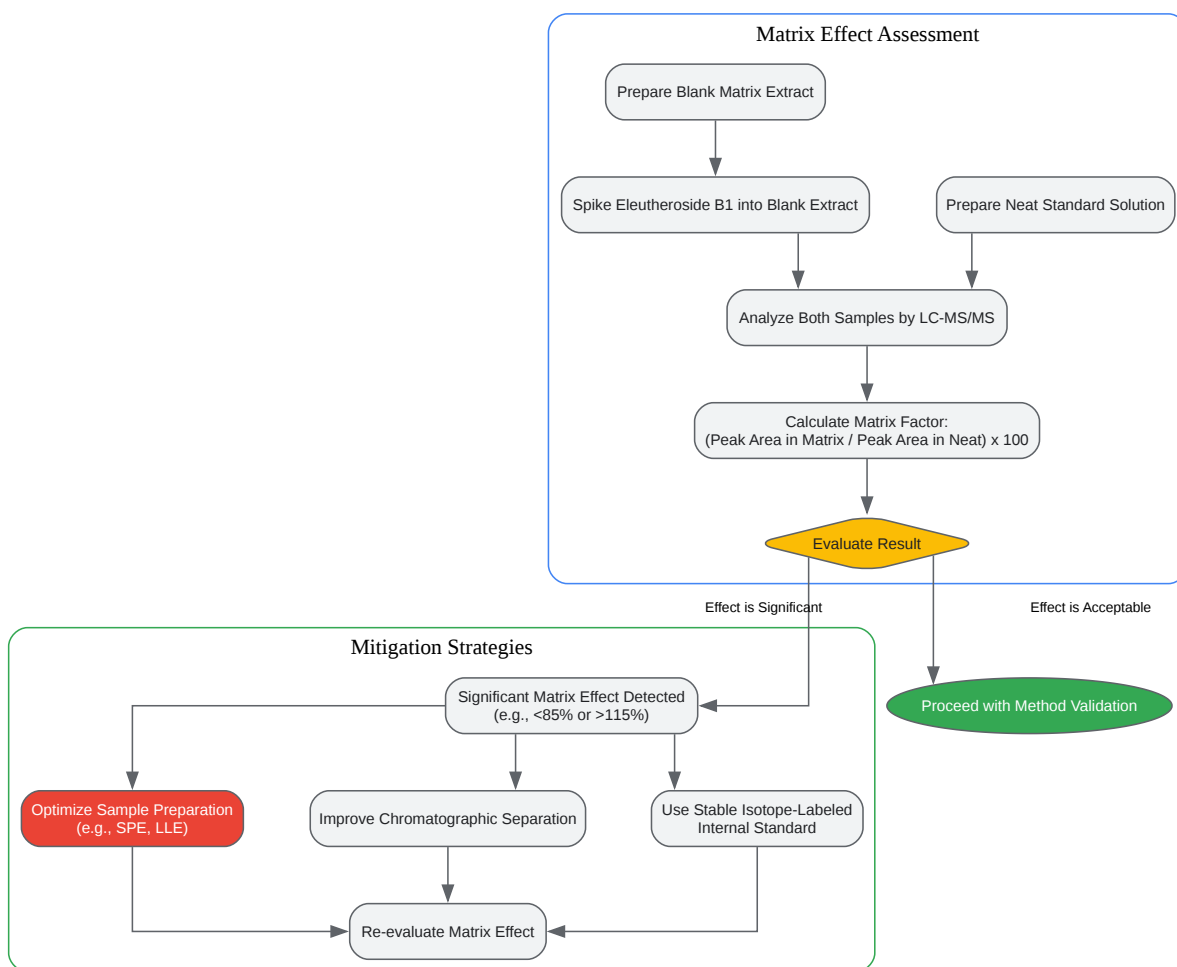 Matrix Effect Assessment
Prepare Blank Matrix Extract
Spike Eleutheroside B1 into Blank Extract
Prepare Neat Standard Solution
Analyze Both Samples by LC-MS/MS
Calculate Matrix Factor:
(Peak Area in Matrix / Peak Area in Neat) x 100
Evaluate Result
Effect is Significant
Effect is Acceptable
Mitigation Strategies
Significant Matrix Effect Detected
(e.g., <85% or >115%)
Proceed with Method Validation
Optimize Sample Preparation
(e.g., SPE, LLE)
Improve Chromatographic Separation
Use Stable Isotope-Labeled
Internal Standard
Re-evaluate Matrix Effect